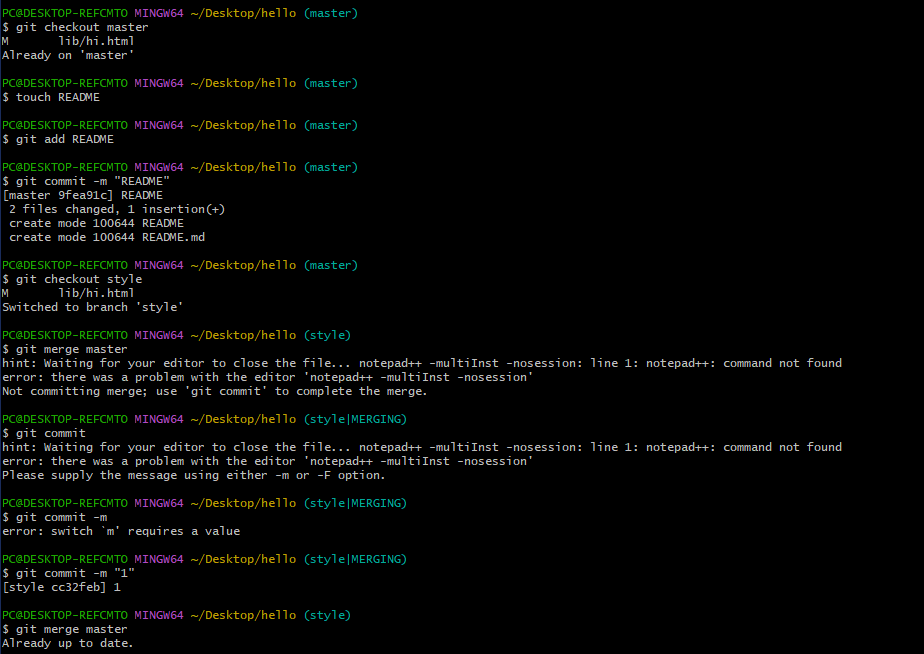 PC@DESKTOP-REFCMTO MINGW64 ~/Desktop/hello (master)
$ git checkout master
M       lib/hi.html
Already on 'master'
PC@DESKTOP-REFCMTO MINGW64 ~/Desktop/hello (master)
$ touch README
PC@DESKTOP-REFCMTO MINGW64 ~/Desktop/hello (master)
$ git add README
PC@DESKTOP-REFCMTO MINGW64 ~/Desktop/hello (master)
$ git commit -m "README"
[master 9fea91c] README
 2 files changed, 1 insertion(+)
 create mode 100644 README
 create mode 100644 README.md
PC@DESKTOP-REFCMTO MINGW64 ~/Desktop/hello (master)
$ git checkout style
M       lib/hi.html
Switched to branch 'style'
PC@DESKTOP-REFCMTO MINGW64 ~/Desktop/hello (style)
$ git merge master
hint: Waiting for your editor to close the file... notepad++ -multiInst -nosession: line 1: notepad++: command not found
error: there was a problem with the editor 'notepad++ -multiInst -nosession'
Not committing merge; use 'git commit' to complete the merge.
PC@DESKTOP-REFCMTO MINGW64 ~/Desktop/hello (style|MERGING)
$ git commit
hint: Waiting for your editor to close the file... notepad++ -multiInst -nosession: line 1: notepad++: command not found
error: there was a problem with the editor 'notepad++ -multiInst -nosession'
Please supply the message using either -m or -F option.
PC@DESKTOP-REFCMTO MINGW64 ~/Desktop/hello (style|MERGING)
$ git commit -m
error: switch `m' requires a value
PC@DESKTOP-REFCMTO MINGW64 ~/Desktop/hello (style|MERGING)
$ git commit -m "1"
[style cc32feb] 1
PC@DESKTOP-REFCMTO MINGW64 ~/Desktop/hello (style)
$ git merge master
Already up to date.